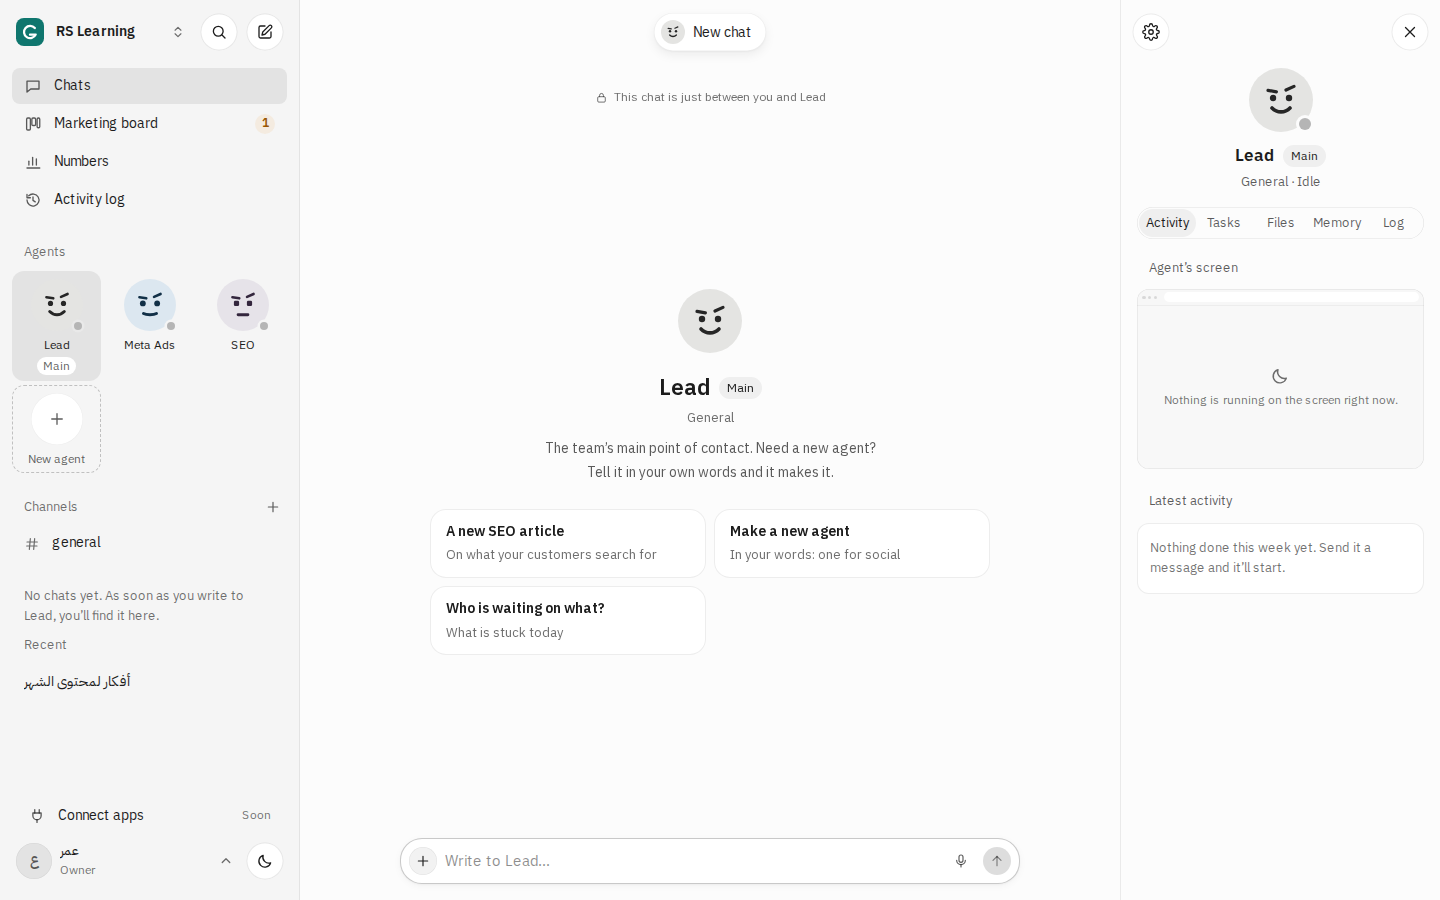 RS Learning
Chats
Marketing board 1
Numbers
Activity log
Agents
Lead
Main
Meta Ads
SEO
New agent
Channels
general
No chats yet. As soon as you write to
Lead, you'll find it here.
Recent
أفكار لمحتوى الشهر
Connect apps Soon
ع
عمر
Owner
New chat
This chat is just between you and Lead
Lead Main
General
The team's main point of contact. Need a new agent?
Tell it in your own words and it makes it.
A new SEO article
On what your customers search for
Make a new agent
In your words: one for social
Who is waiting on what?
What is stuck today
Write to Lead...
Lead Main
General · Idle
Activity Tasks Files Memory Log
Agent's screen
Nothing is running on the screen right now.
Latest activity
Nothing done this week yet. Send it a
message and it'll start.